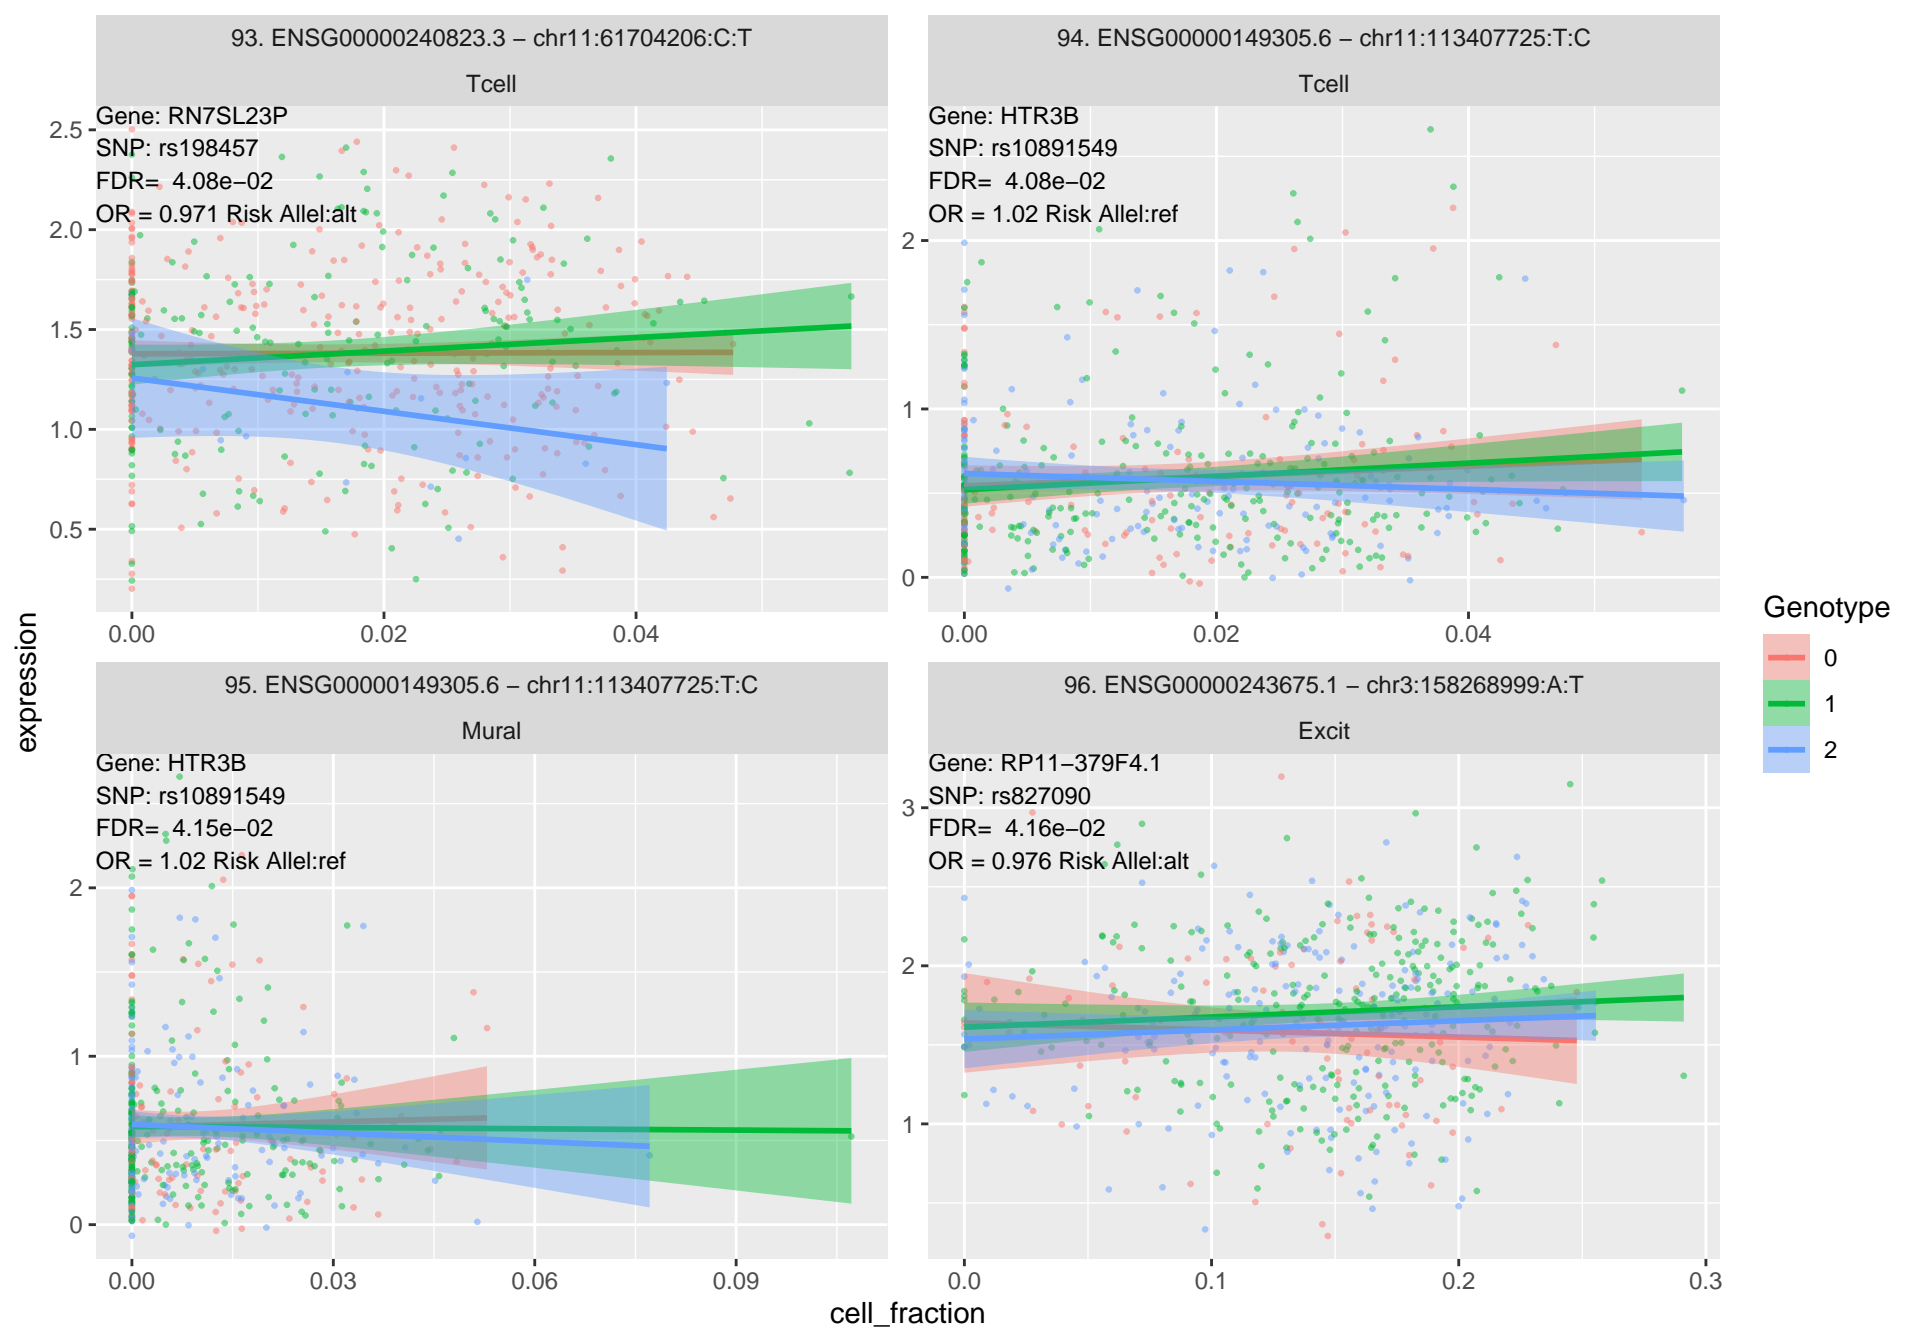 93. ENSG00000240823.3 − chr11:61704206:C:T
Tcell
Gene: RN7SL23P
SNP: rs198457
FDR= 4.08e−02
OR = 0.971 Risk Allel:alt
2.5
2.0
1.5
1.0
0.5
0.00
0.02
0.04
94. ENSG00000149305.6 − chr11:113407725:T:C
Tcell
Gene: HTR3B
SNP: rs10891549
FDR= 4.08e−02
OR = 1.02 Risk Allel:ref
2
1
0
0.00
0.02
0.04
95. ENSG00000149305.6 − chr11:113407725:T:C
Mural
Gene: HTR3B
SNP: rs10891549
FDR= 4.15e−02
OR = 1.02 Risk Allel:ref
2
1
0
0.00
0.03
0.06
0.09
96. ENSG00000243675.1 − chr3:158268999:A:T
Excit
Gene: RP11−379F4.1
SNP: rs827090
FDR= 4.16e−02
OR = 0.976 Risk Allel:alt
3
2
1
0.0
0.1
0.2
0.3
expression
cell_fraction
Genotype
0
1
2